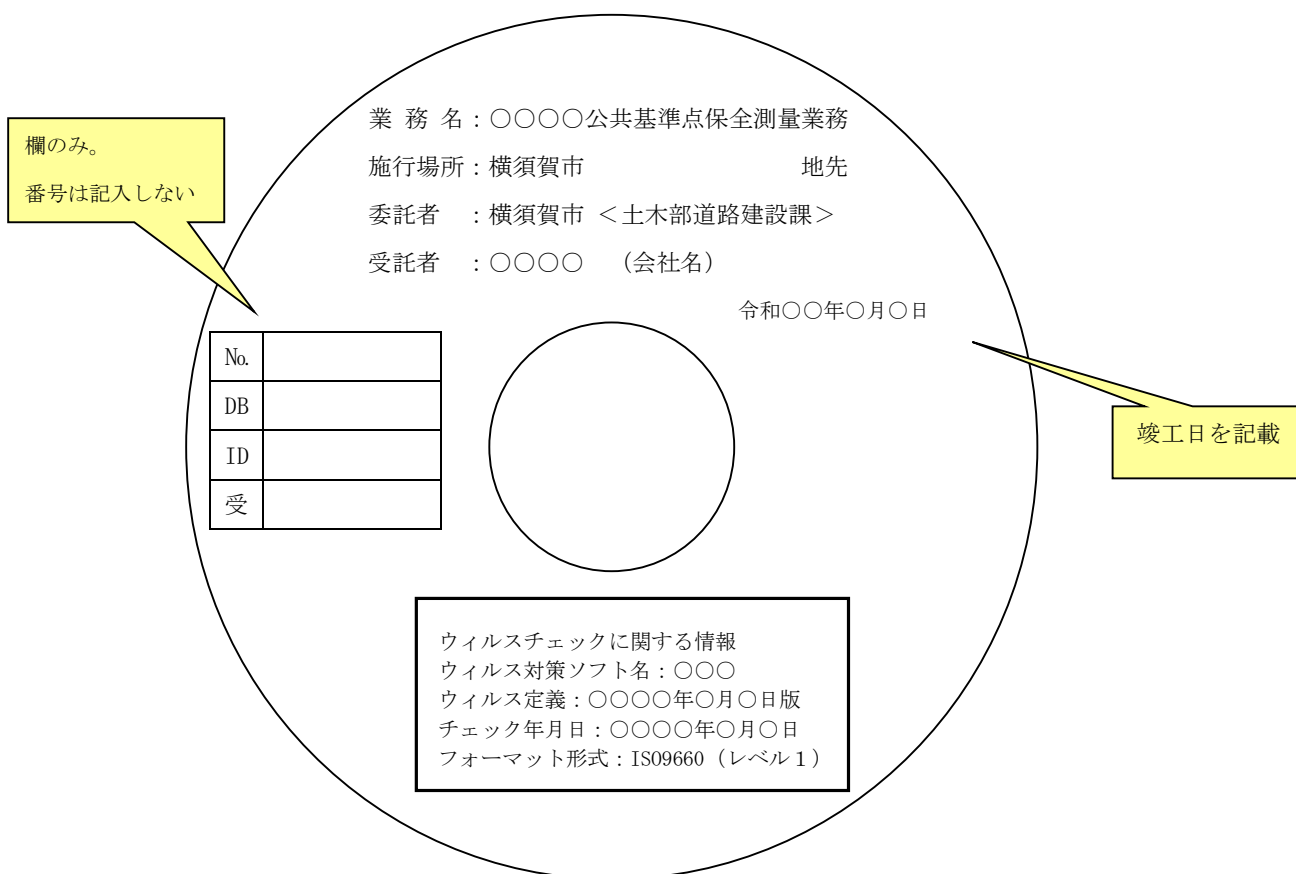 業 務 名：○○○○公共基準点保全測量業務
施行場所：横須賀市　　　　　　　　　地先
委託者　：横須賀市 ＜土木部道路建設課＞
受託者　：○○○○　（会社名）
令和○○年○月○日
欄のみ。
番号は記入しない
№
DB
ID
受
竣工日を記載
ウィルスチェックに関する情報
ウィルス対策ソフト名：○○○
ウィルス定義：○○○○年○月○日版
チェック年月日：○○○○年○月○日
フォーマット形式：ISO9660（レベル１）